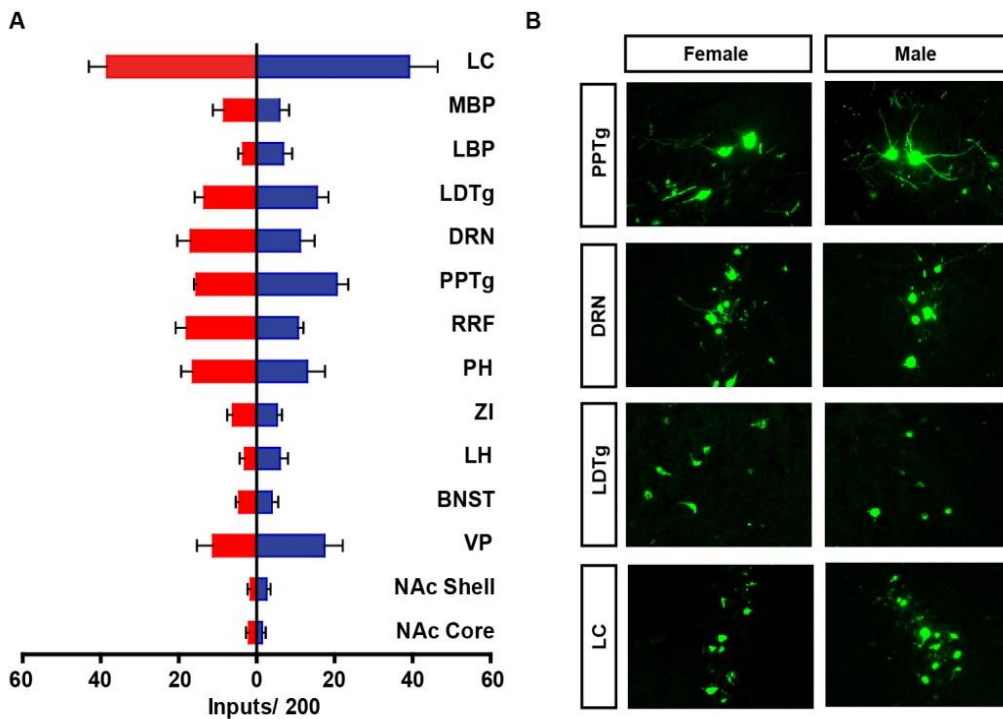 A
LC
MBP
LBP
LDTg
DRN
PPTg
RRF
PH
ZI
LH
BNST
VP
NAc Shell
NAc Core
60 40 20 0 20 40 60
Inputs/ 200
B
Female Male
PPTg
DRN
LDTg
LC